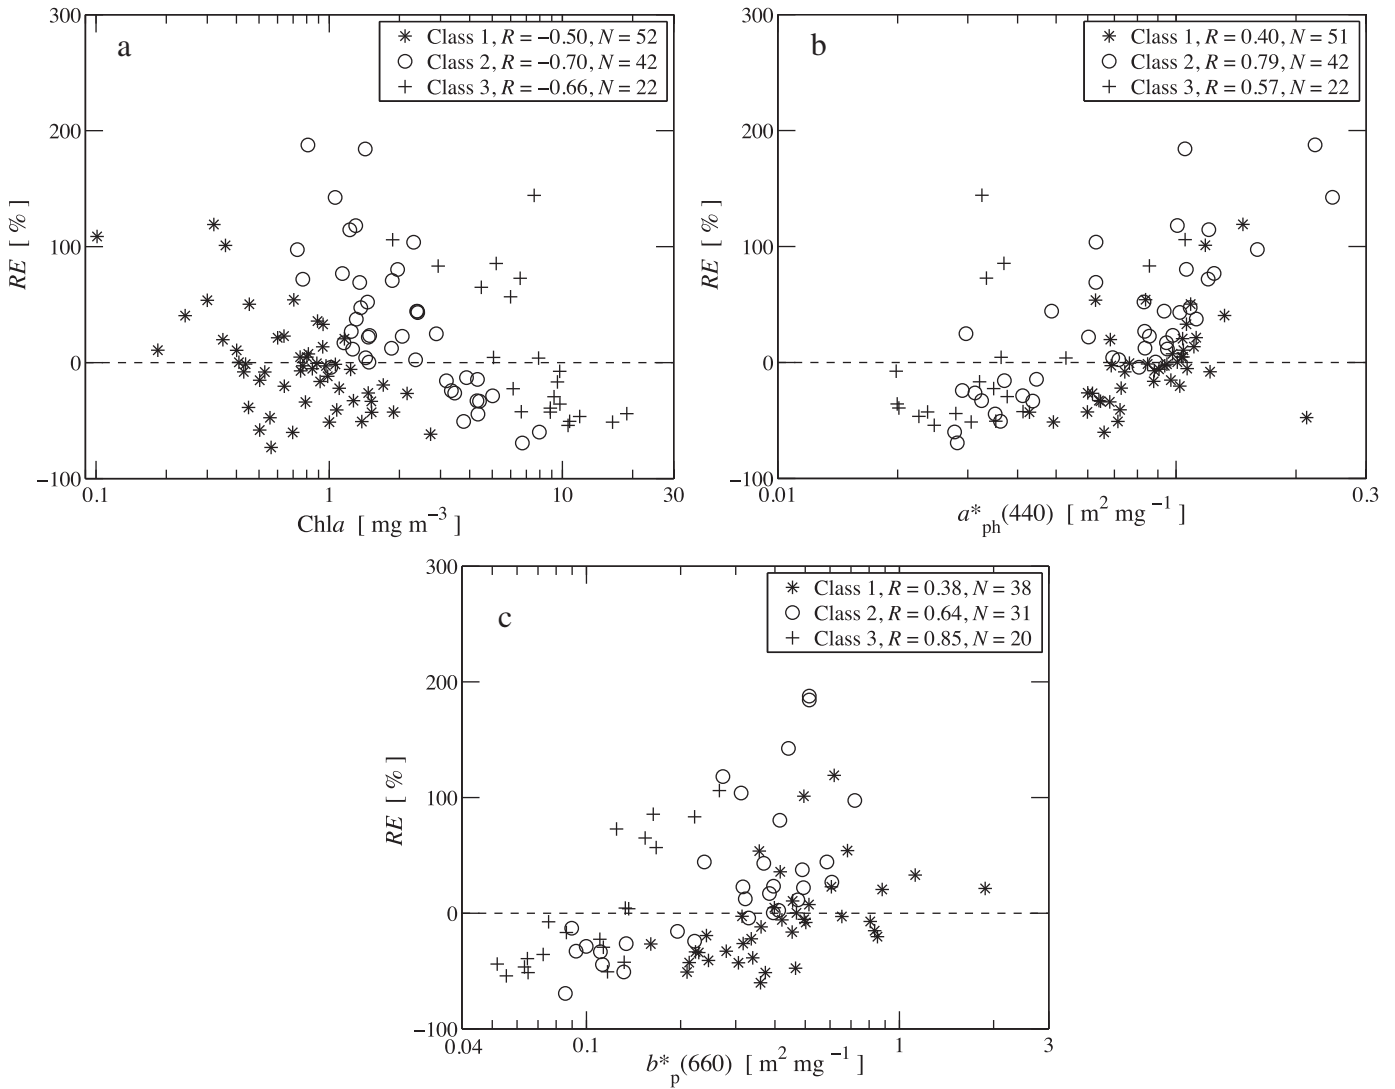 300
200
100
0
−100
RE [ % ]
a
Class 1, R = −0.50, N = 52
Class 2, R = −0.70, N = 42
Class 3, R = −0.66, N = 22
0.1
1
10
30
Chla [ mg m−3 ]
300
200
100
0
−100
RE [ % ]
b
Class 1, R = 0.40, N = 51
Class 2, R = 0.79, N = 42
Class 3, R = 0.57, N = 22
0.01
0.3
a*ph(440) [ m2 mg−1 ]
300
200
100
0
−100
RE [ % ]
c
Class 1, R = 0.38, N = 38
Class 2, R = 0.64, N = 31
Class 3, R = 0.85, N = 20
0.04
0.1
1
3
b*p(660) [ m2 mg−1 ]